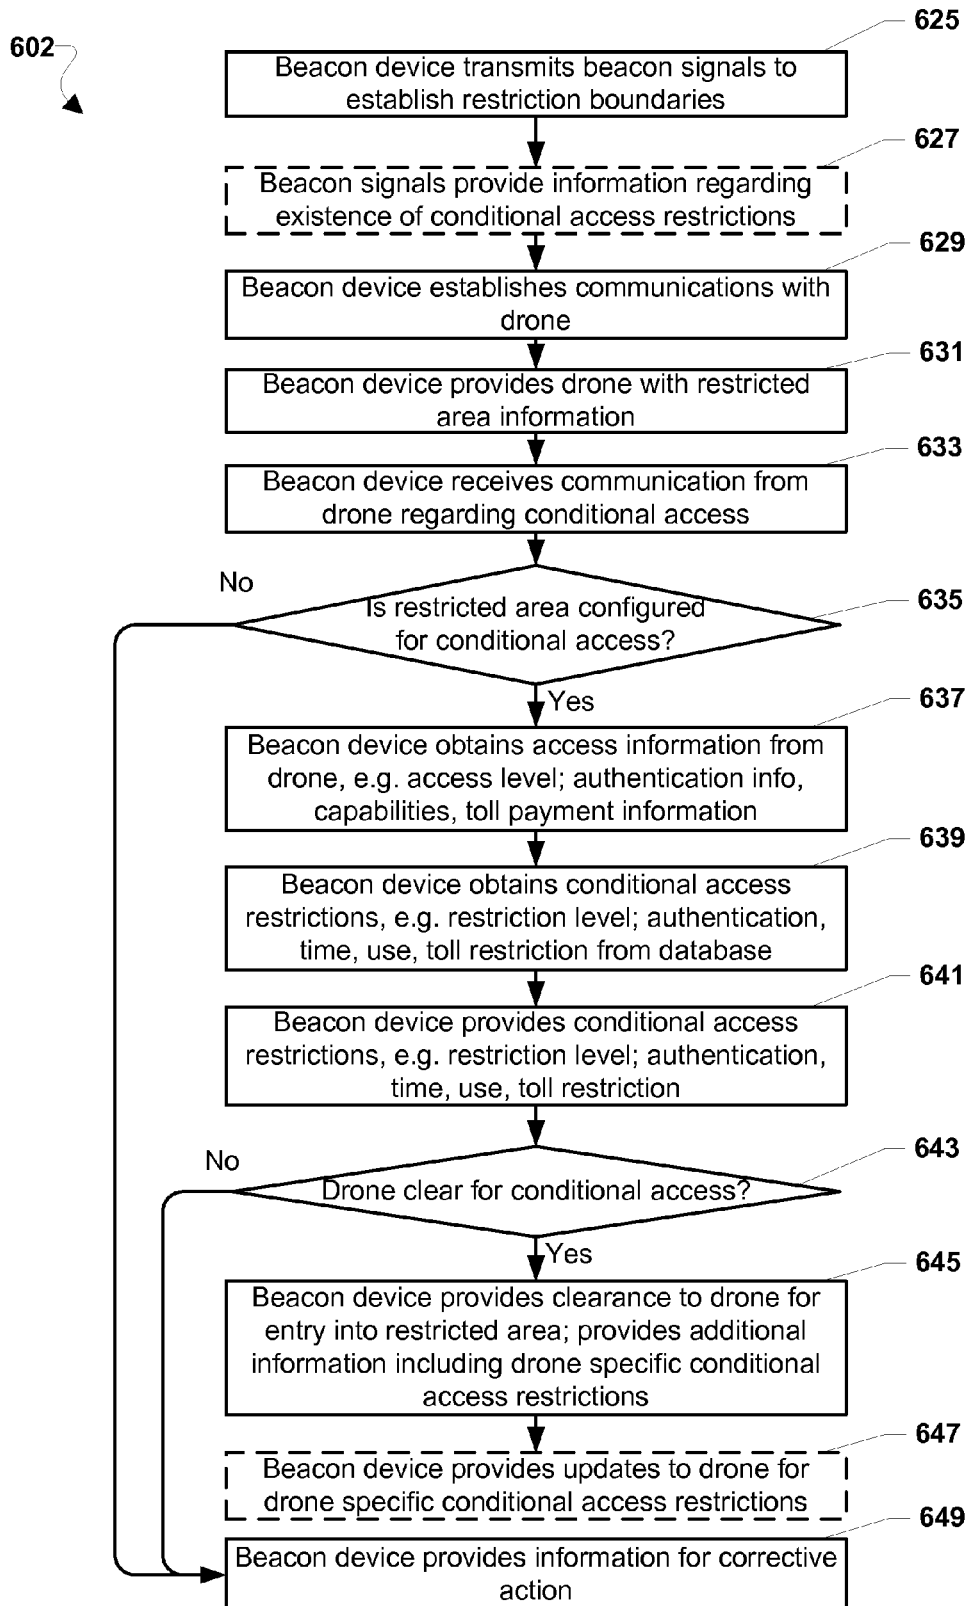 602
625
Beacon device transmits beacon signals to
establish restriction boundaries
627
Beacon signals provide information regarding
existence of conditional access restrictions
629
Beacon device establishes communications with
drone
631
Beacon device provides drone with restricted
area information
633
Beacon device receives communication from
drone regarding conditional access
No
635
Is restricted area configured
for conditional access?
Yes
637
Beacon device obtains access information from
drone, e.g. access level; authentication info,
capabilities, toll payment information
639
Beacon device obtains conditional access
restrictions, e.g. restriction level; authentication,
time, use, toll restriction from database
641
Beacon device provides conditional access
restrictions, e.g. restriction level; authentication,
time, use, toll restriction
No
643
Drone clear for conditional access?
Yes
645
Beacon device provides clearance to drone for
entry into restricted area; provides additional
information including drone specific conditional
access restrictions
647
Beacon device provides updates to drone for
drone specific conditional access restrictions
649
Beacon device provides information for corrective
action